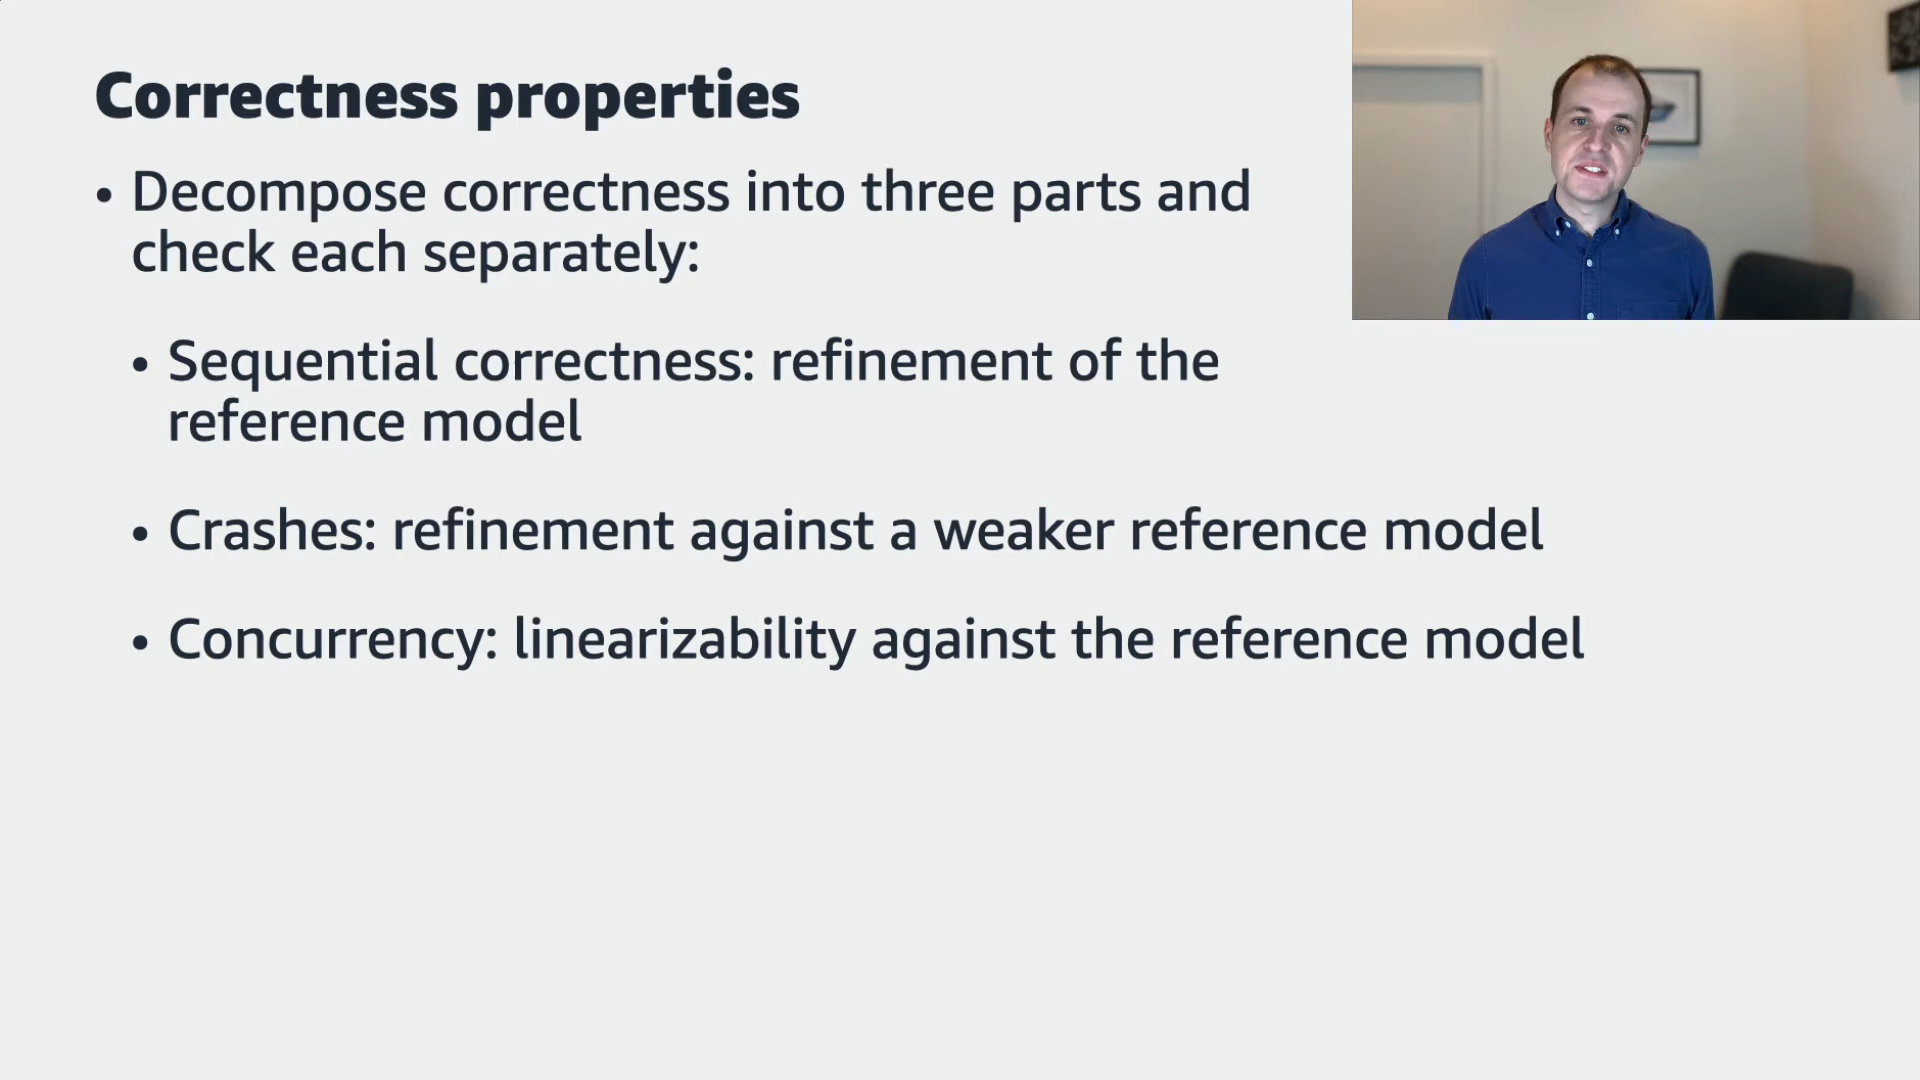 Correctness properties
• Decompose correctness into three parts and
check each separately:
• Sequential correctness: refinement of the
reference model
• Crashes: refinement against a weaker reference model
• Concurrency: linearizability against the reference model